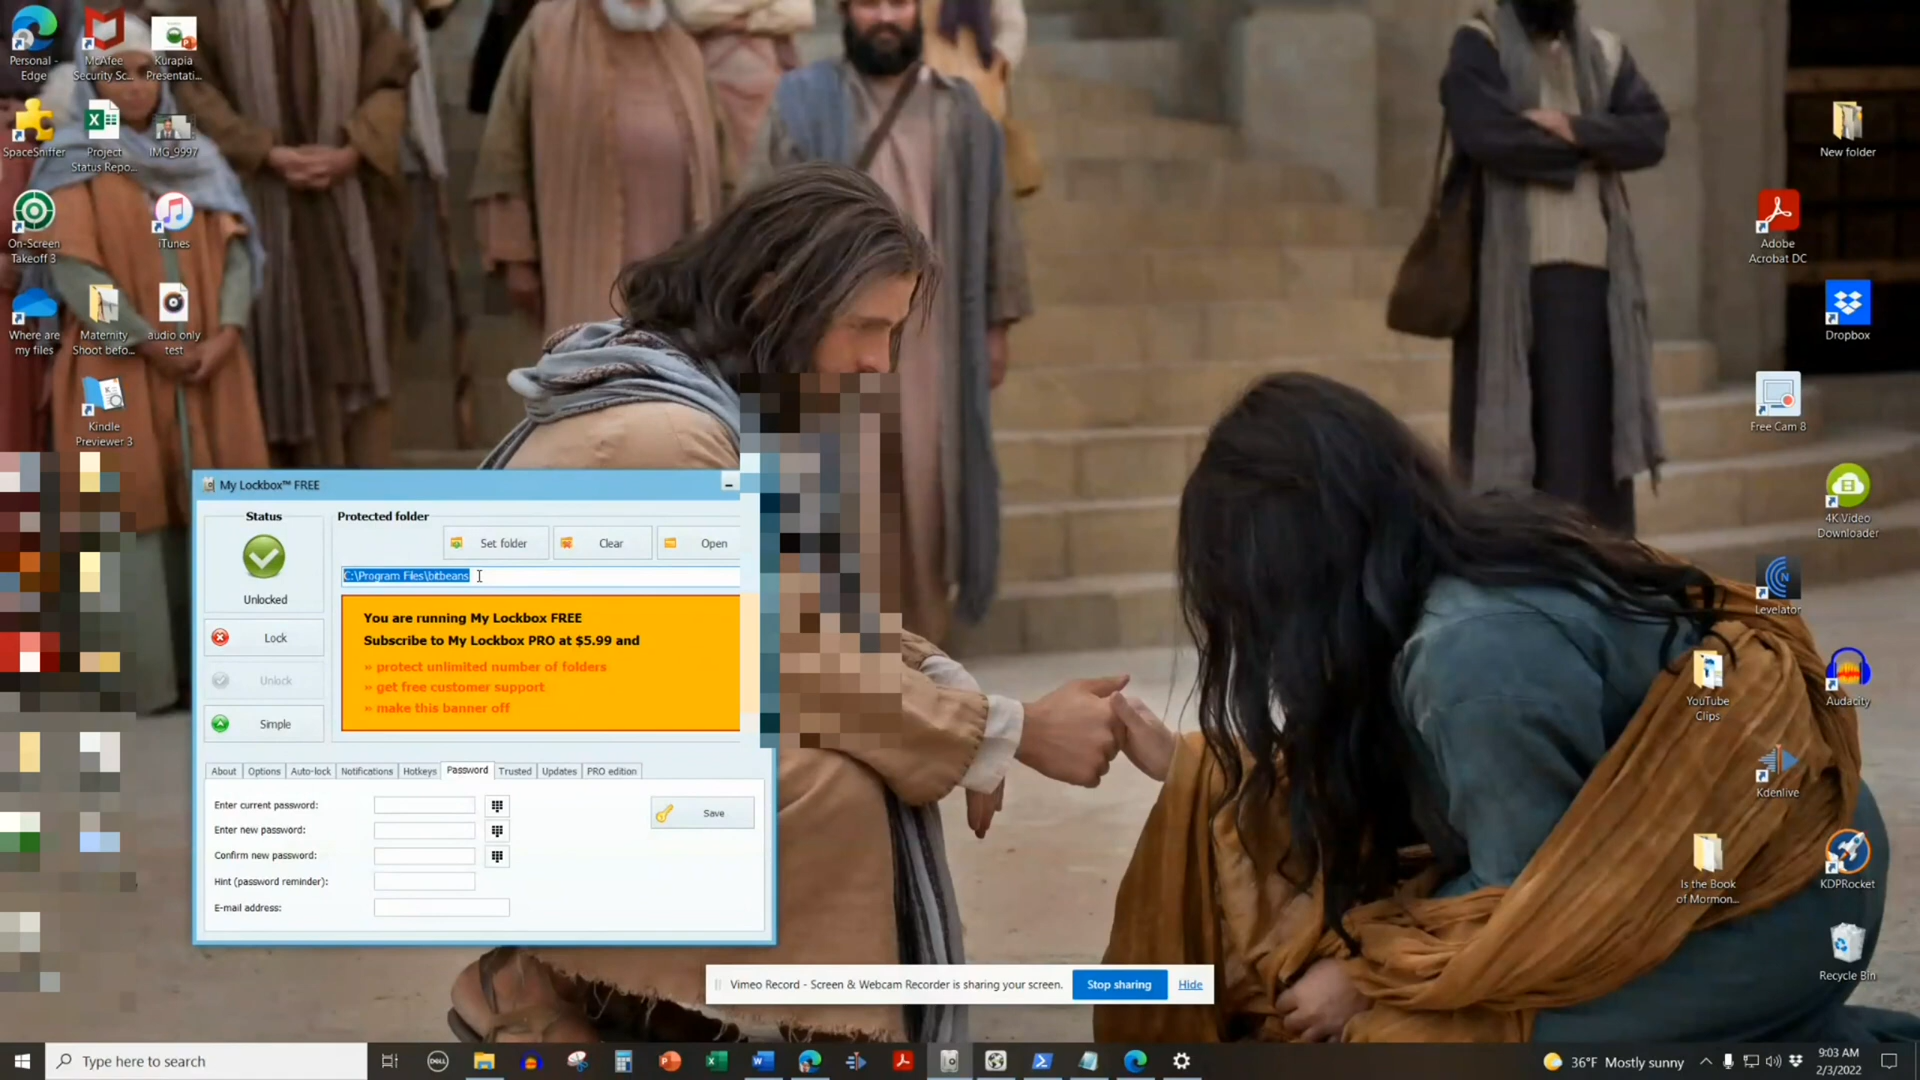 Personal - Edge
McAfee Security Sc...
Kurapia Presentati...
SpaceSniffer
Project Status Repo...
IMG_9997
On-Screen Takeoff 3
iTunes
Where are my files
Maternity Shoot befo...
audio only test
Kindle Previewer 3
New folder
Adobe Acrobat DC
Dropbox
Free Cam 8
4K Video Downloader
Levelator
YouTube Clips
Audacity
Kdenlive
Is the Book of Mormon...
KDPRocket
Recycle Bin
My Lockbox™ FREE
Status
Protected folder
Set folder
Clear
Open
C:\Program Files\bitbeans
Unlocked
Lock
Unlock
Simple
You are running My Lockbox FREE
Subscribe to My Lockbox PRO at $5.99 and
» protect unlimited number of folders
» get free customer support
» make this banner off
About Options Auto-lock Notifications Hotkeys Password Trusted Updates PRO edition
Enter current password:
Save
Enter new password:
Confirm new password:
Hint (password reminder):
E-mail address:
Vimeo Record - Screen & Webcam Recorder is sharing your screen. Stop sharing Hide
Type here to search
DELL
36°F Mostly sunny
9:03 AM
2/3/2022